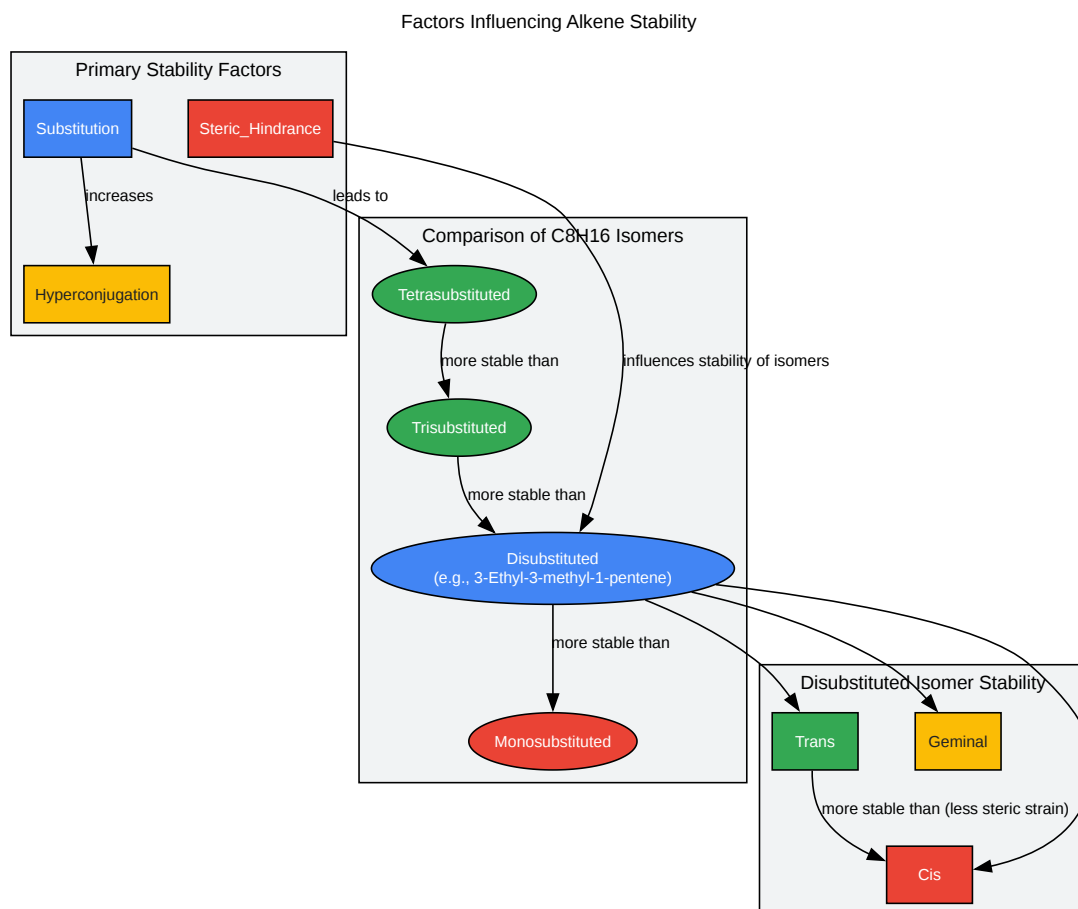 Factors Influencing Alkene Stability
Primary Stability Factors
Substitution
Steric_Hindrance
increases
leads to
Hyperconjugation
Comparison of C8H16 Isomers
Tetrasubstituted
more stable than
influences stability of isomers
Trisubstituted
more stable than
Disubstituted
(e.g., 3-Ethyl-3-methyl-1-pentene)
more stable than
Monosubstituted
Disubstituted Isomer Stability
Trans
Geminal
more stable than (less steric strain)
Cis